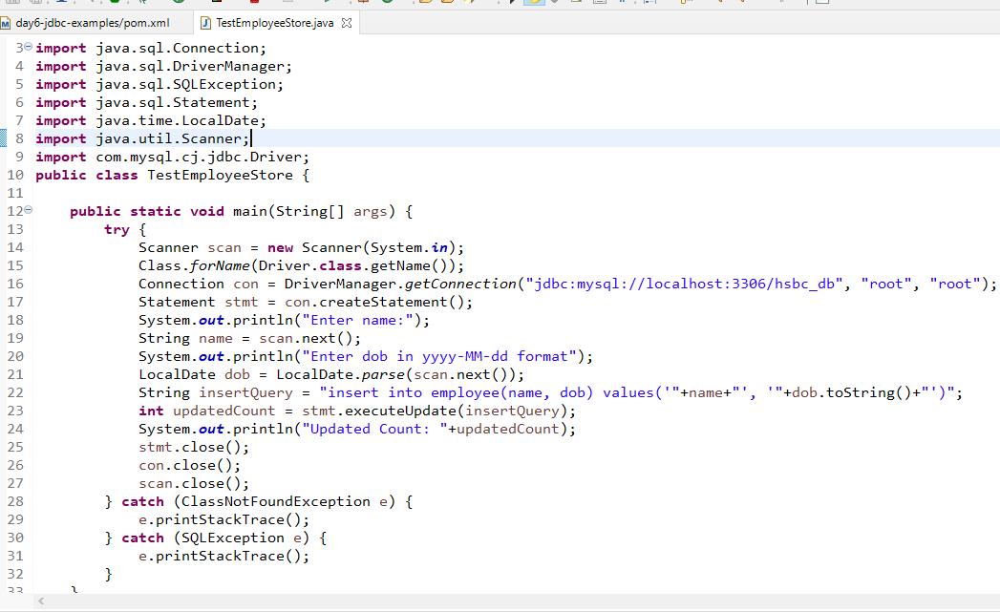 day6-jdbc-examples/pom.xml
TestEmployeeStore.java
3 import java.sql.Connection;
4 import java.sql.DriverManager;
5 import java.sql.SQLException;
6 import java.sql.Statement;
7 import java.time.LocalDate;
8 import java.util.Scanner;
9 import com.mysql.cj.jdbc.Driver;
10 public class TestEmployeeStore {
11
12     public static void main(String[] args) {
13         try {
14             Scanner scan = new Scanner(System.in);
15             Class.forName(Driver.class.getName());
16             Connection con = DriverManager.getConnection("jdbc:mysql://localhost:3306/hsbc_db", "root", "root");
17             Statement stmt = con.createStatement();
18             System.out.println("Enter name:");
19             String name = scan.next();
20             System.out.println("Enter dob in yyyy-MM-dd format");
21             LocalDate dob = LocalDate.parse(scan.next());
22             String insertQuery = "insert into employee(name, dob) values('"+name+"', '"+dob.toString()+"')";
23             int updatedCount = stmt.executeUpdate(insertQuery);
24             System.out.println("Updated Count: "+updatedCount);
25             stmt.close();
26             con.close();
27             scan.close();
28         } catch (ClassNotFoundException e) {
29             e.printStackTrace();
30         } catch (SQLException e) {
31             e.printStackTrace();
32         }
33     }